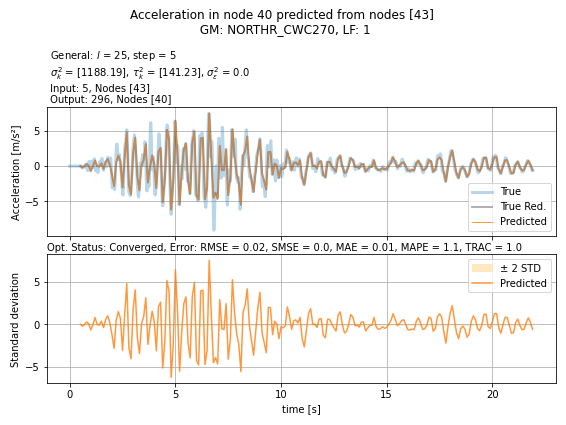 Acceleration in node 40 predicted from nodes [43]
GM: NORTHR_CWC270, LF: 1
General: l = 25, step = 5
σ²ₖ = [1188.19], τ²ₖ = [141.23], σ²ε = 0.0
Input: 5, Nodes [43]
Output: 296, Nodes [40]
Acceleration [m/s²]
5
0
−5
True
True Red.
Predicted
Opt. Status: Converged, Error: RMSE = 0.02, SMSE = 0.0, MAE = 0.01, MAPE = 1.1, TRAC = 1.0
Standard deviation
5
0
−5
± 2 STD
Predicted
0 5 10 15 20
time [s]